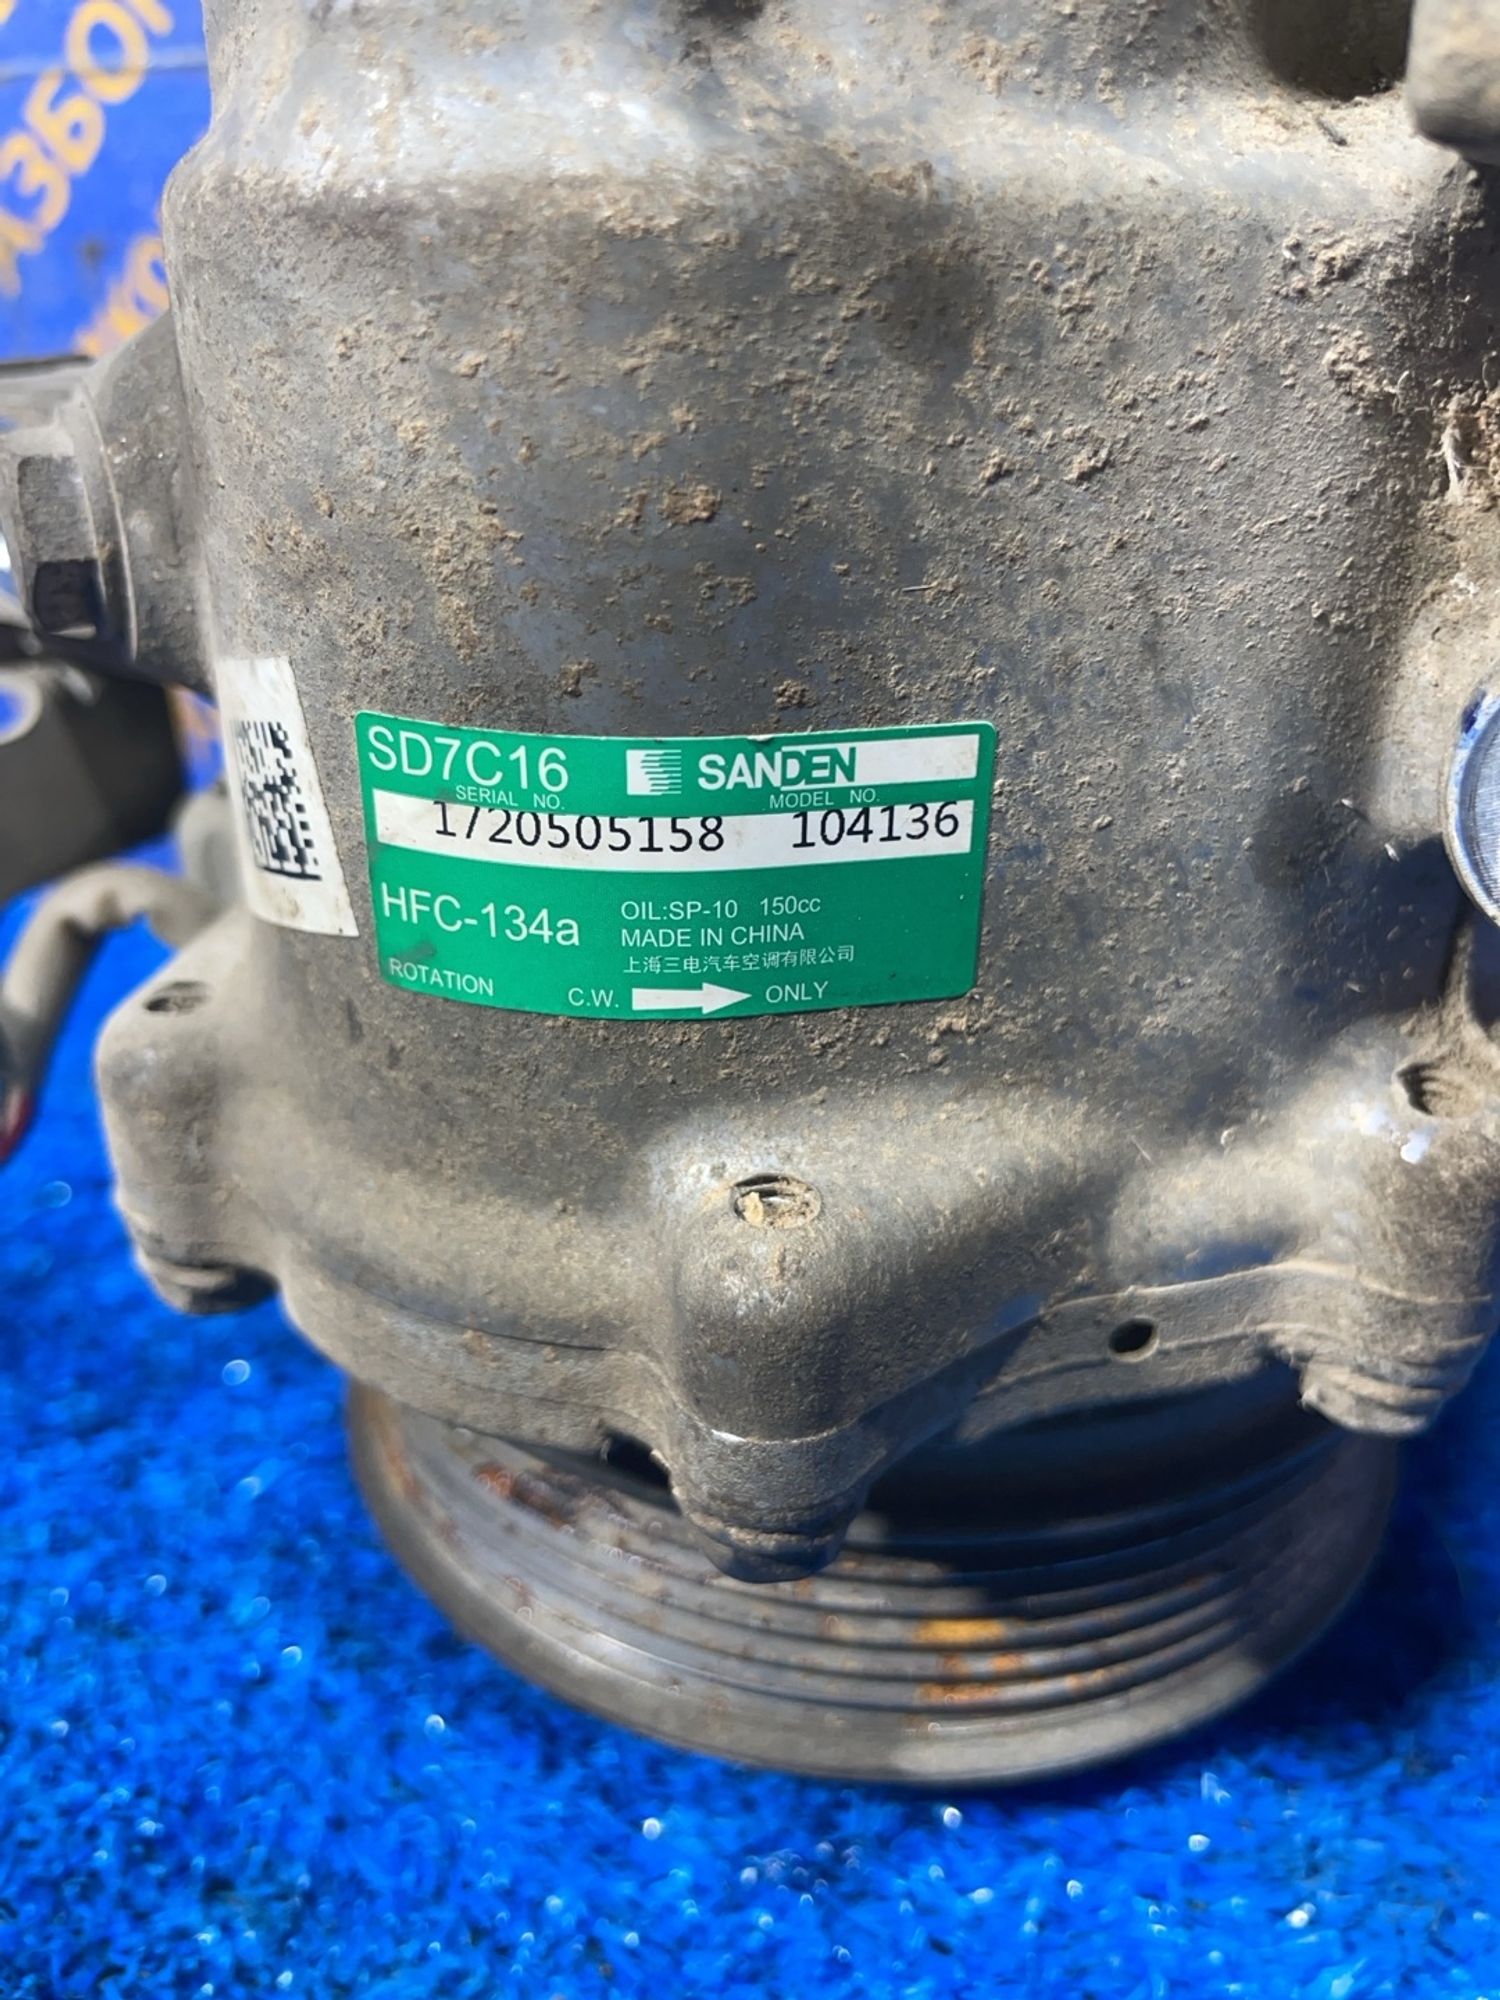 SD7C16 SANDEN
SERIAL NO. MODEL NO.
1720505158 104136
HFC-134a OIL:SP-10 150cc
MADE IN CHINA
上海三电汽车空调有限公司
ROTATION C.W. ONLY